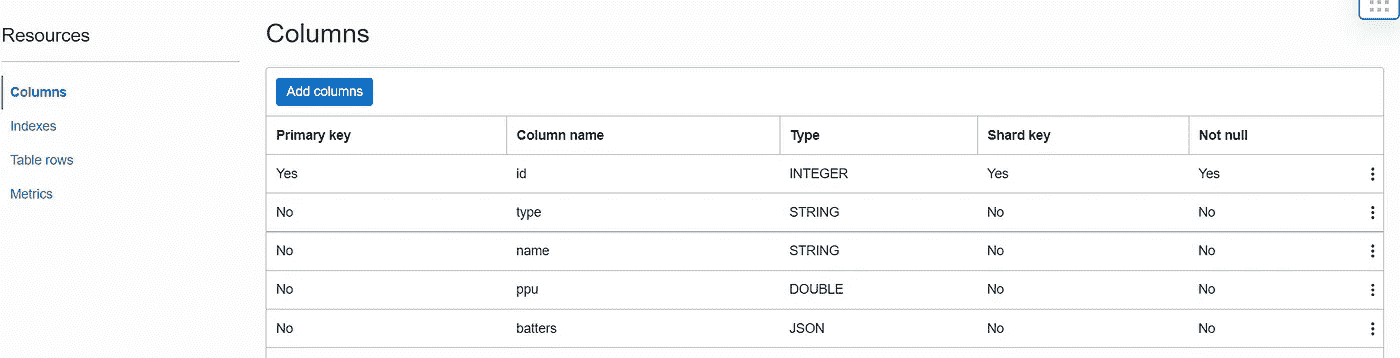 Resources
Columns
Indexes
Table rows
Metrics
Columns
Add columns
Primary key Column name Type Shard key Not null
Yes id INTEGER Yes Yes
No type STRING No No
No name STRING No No
No ppu DOUBLE No No
No batters JSON No No